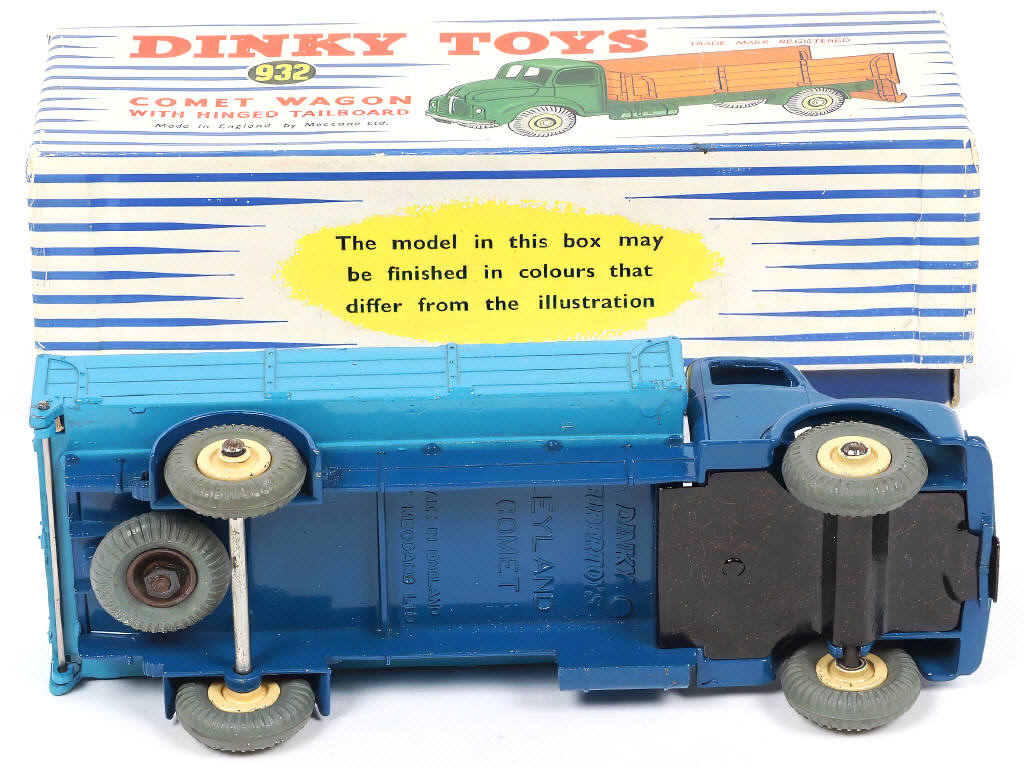 DINKY TOYS
TRADE MARK REGISTERED
932
COMET WAGON
WITH HINGED TAILBOARD
Made in England by Meccano Ltd.
The model in this box may
be finished in colours that
differ from the illustration
DINKY
SUPERTOYS
LEYLAND
COMET
MADE IN ENGLAND
BY MECCANO LTD